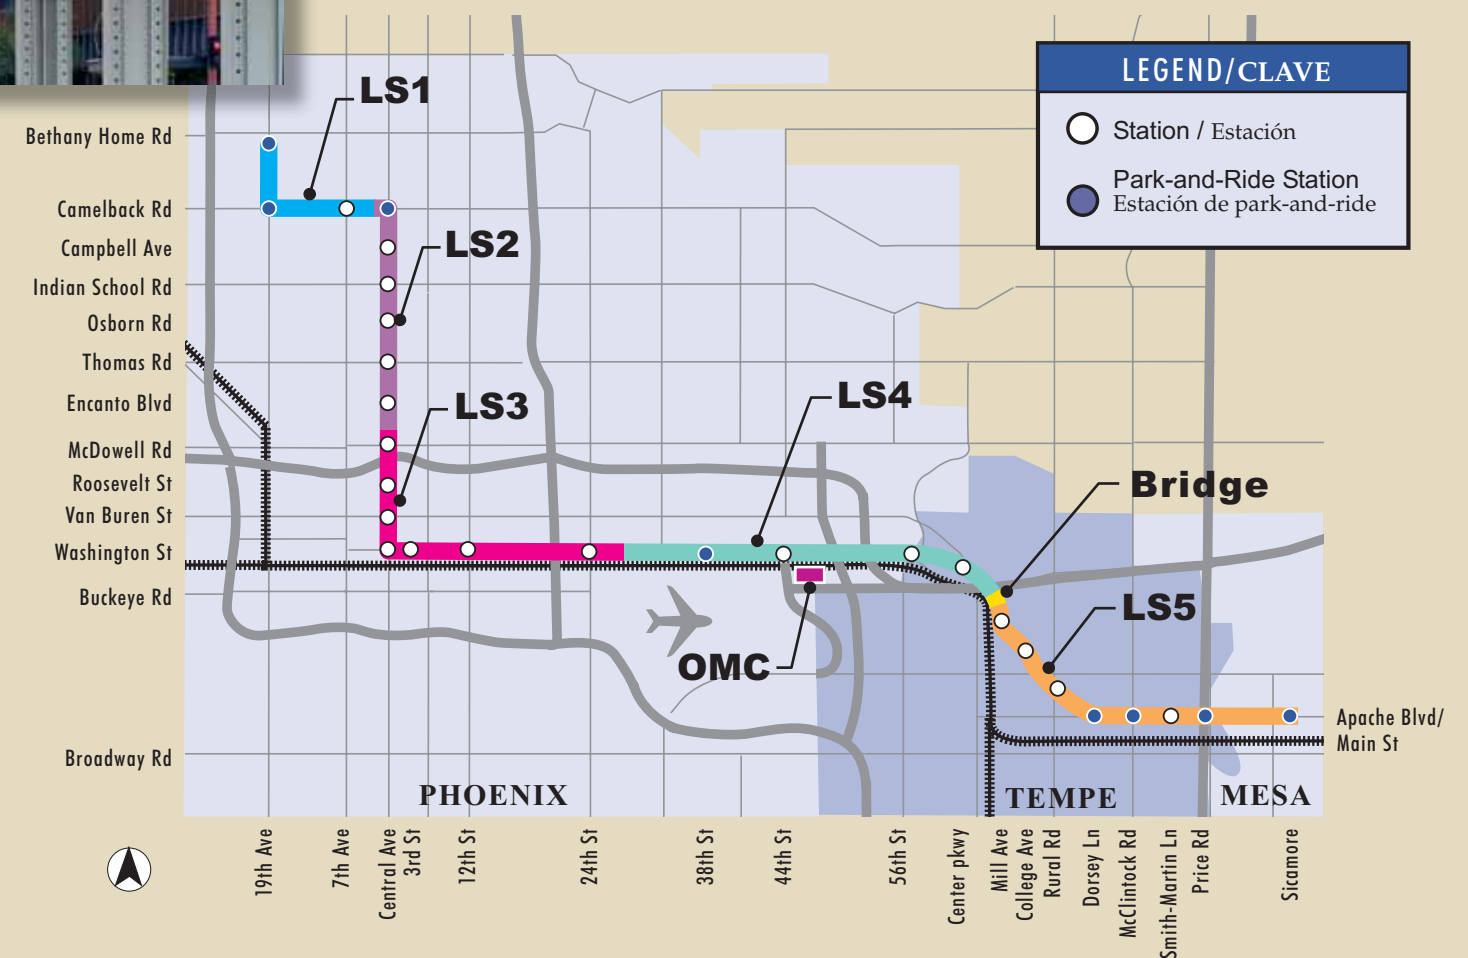 LEGEND/CLAVE
Station / Estación
Park-and-Ride Station
Estación de park-and-ride
LS1
LS2
LS3
LS4
Bridge
LS5
OMC
Bethany Home Rd
Camelback Rd
Campbell Ave
Indian School Rd
Osborn Rd
Thomas Rd
Encanto Blvd
McDowell Rd
Roosevelt St
Van Buren St
Washington St
Buckeye Rd
Broadway Rd
Apache Blvd/
Main St
PHOENIX
TEMPE
MESA
19th Ave
7th Ave
Central Ave
3rd St
12th St
24th St
38th St
44th St
56th St
Center pkwy
Mill Ave
College Ave
Rural Rd
Dorsey Ln
McClintock Rd
Smith-Martin Ln
Price Rd
Sicamore